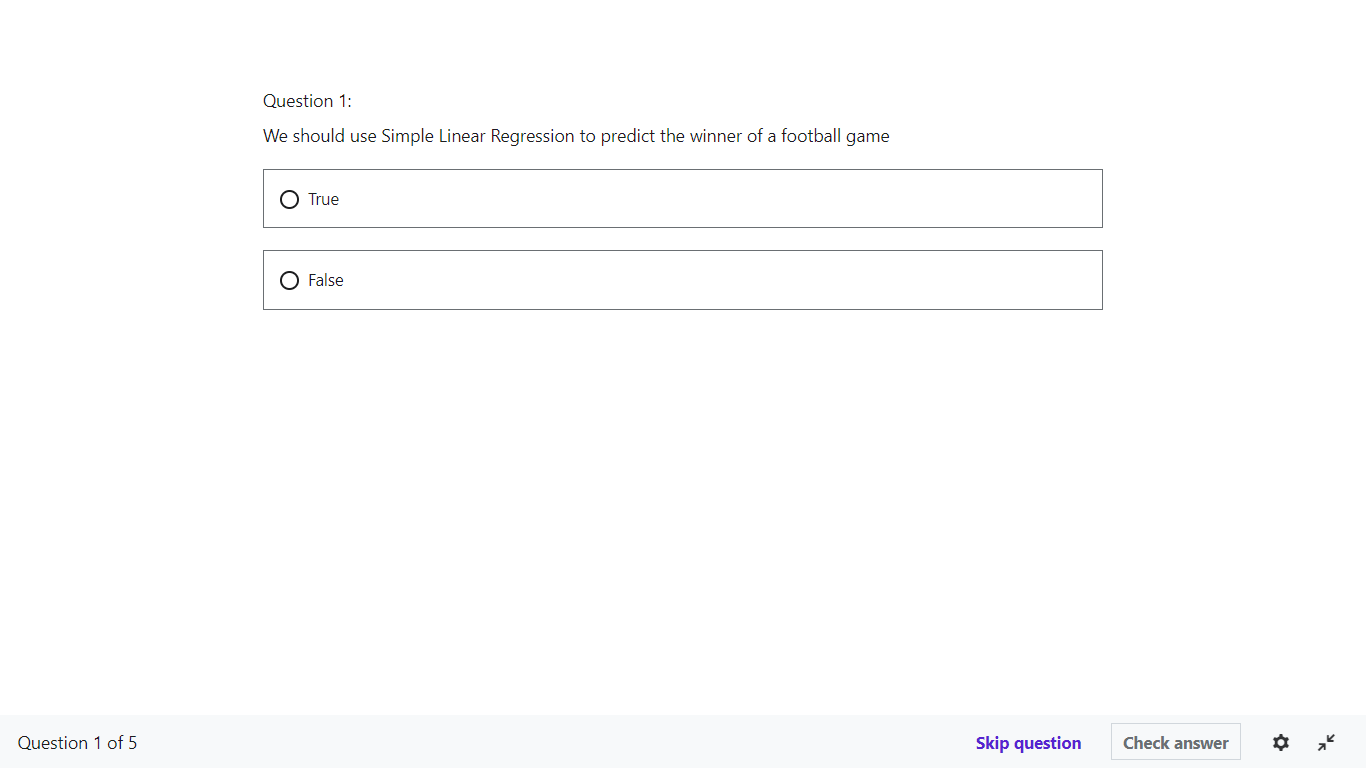 Question 1:
We should use Simple Linear Regression to predict the winner of a football game
True
False
Question 1 of 5
Skip question
Check answer